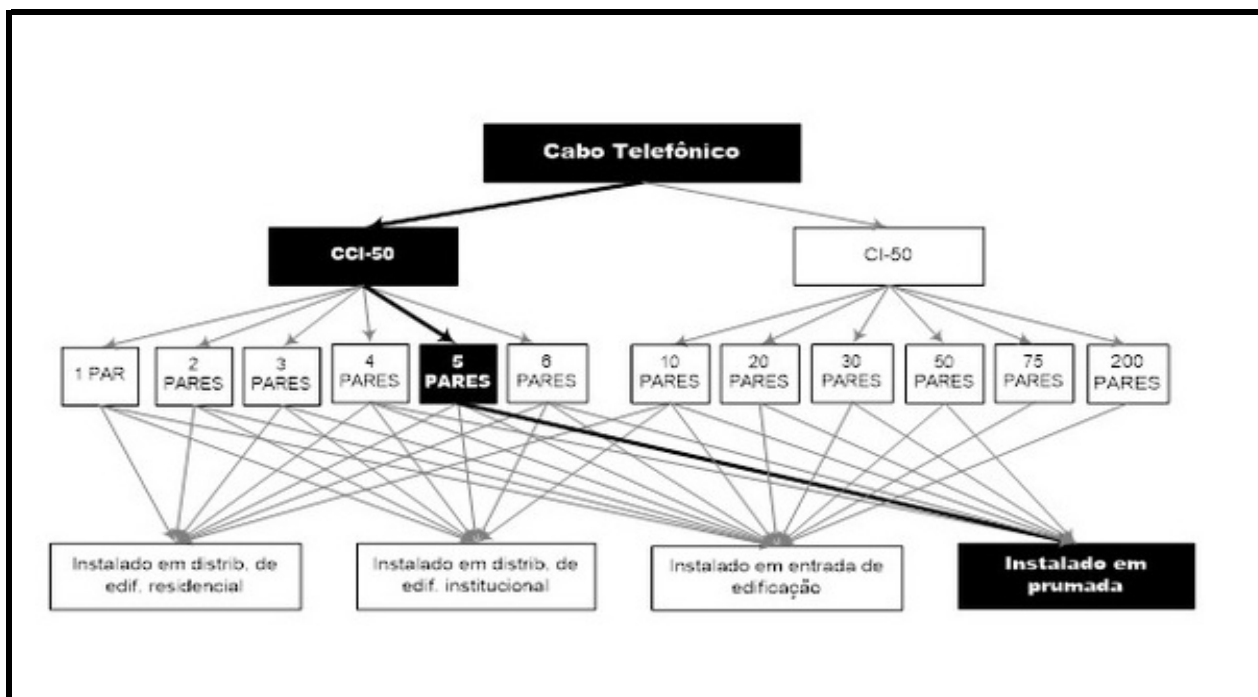 Cabo Telefônico
CCI-50
CI-50
1 PAR
2
PARES
3
PARES
4
PARES
5
PARES
6
PARES
10
PARES
20
PARES
30
PARES
50
PARES
75
PARES
200
PARES
Instalado em distrib. de
edif. residencial
Instalado em distrib. de
edif. institucional
Instalado em entrada de
edificação
Instalado em
prumada